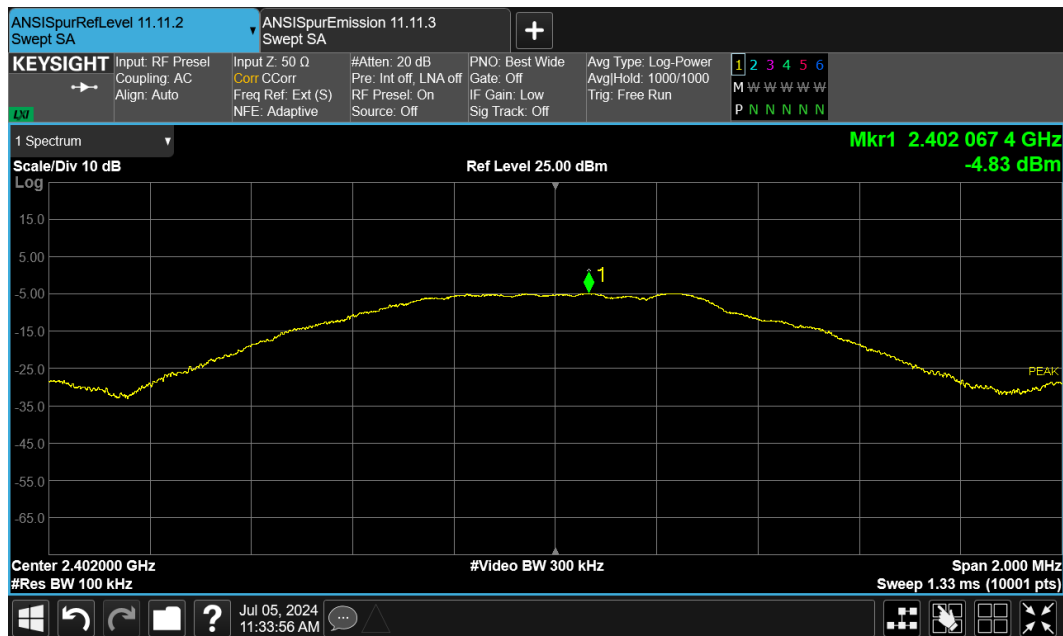 ANSISpurRefLevel 11.11.2
Swept SA
ANSISpurEmission 11.11.3
Swept SA
KEYSIGHT
LXI
Input: RF Presel
Coupling: AC
Align: Auto
Input Z: 50 Ω
Corr CCorr
Freq Ref: Ext (S)
NFE: Adaptive
#Atten: 20 dB
Pre: Int off, LNA off
RF Presel: On
Source: Off
PNO: Best Wide
Gate: Off
IF Gain: Low
Sig Track: Off
Avg Type: Log-Power
Avg|Hold: 1000/1000
Trig: Free Run
1 2 3 4 5 6
M W W W W W
P N N N N N
1 Spectrum
Mkr1 2.402 067 4 GHz
Scale/Div 10 dB
Ref Level 25.00 dBm
-4.83 dBm
Log
15.0
5.00
1
-5.00
-15.0
-25.0
PEAK
-35.0
-45.0
-55.0
-65.0
Center 2.402000 GHz
#Video BW 300 kHz
Span 2.000 MHz
#Res BW 100 kHz
Sweep 1.33 ms (10001 pts)
?
Jul 05, 2024
11:33:56 AM